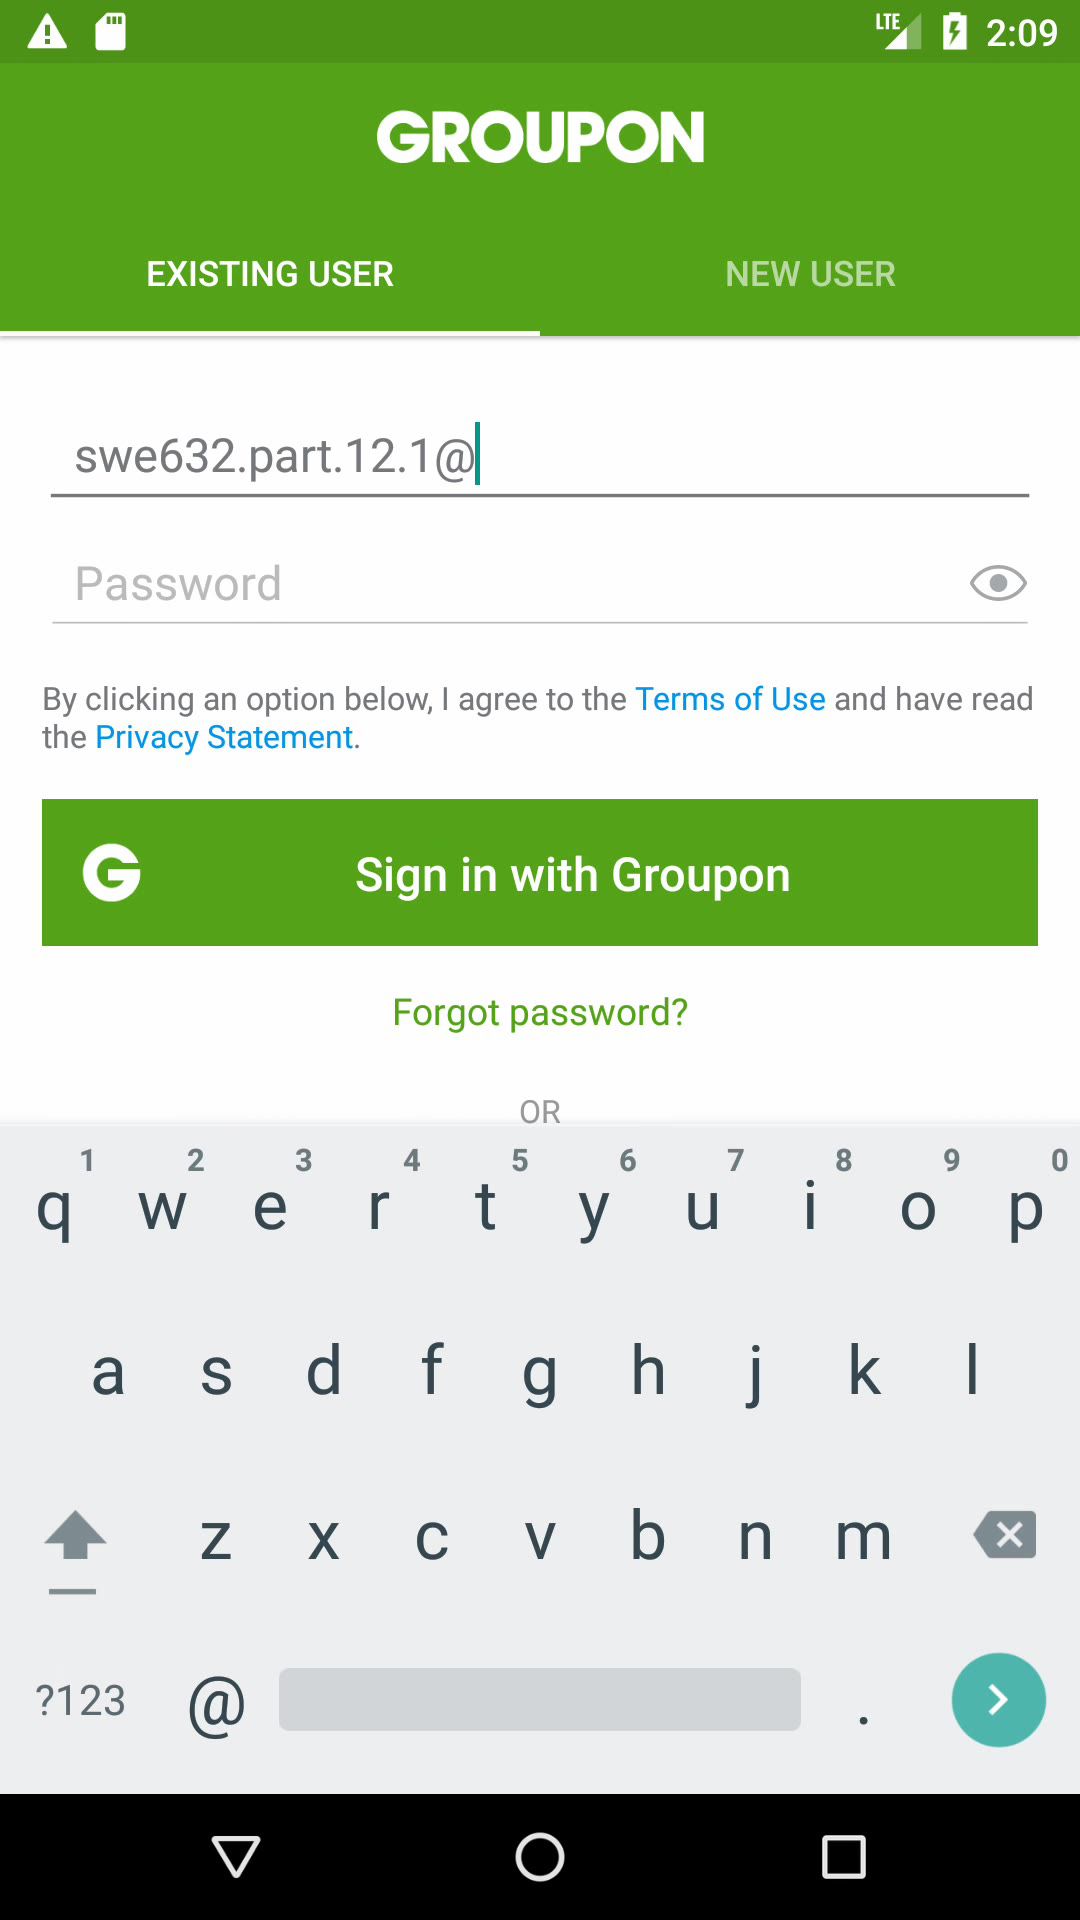 LTE 2:09
GROUPON
EXISTING USER NEW USER
swe632.part.12.1@
Password
By clicking an option below, I agree to the Terms of Use and have read
the Privacy Statement.
G Sign in with Groupon
Forgot password?
OR
1 2 3 4 5 6 7 8 9 0
q w e r t y u i o p
a s d f g h j k l
z x c v b n m
?123 @ .